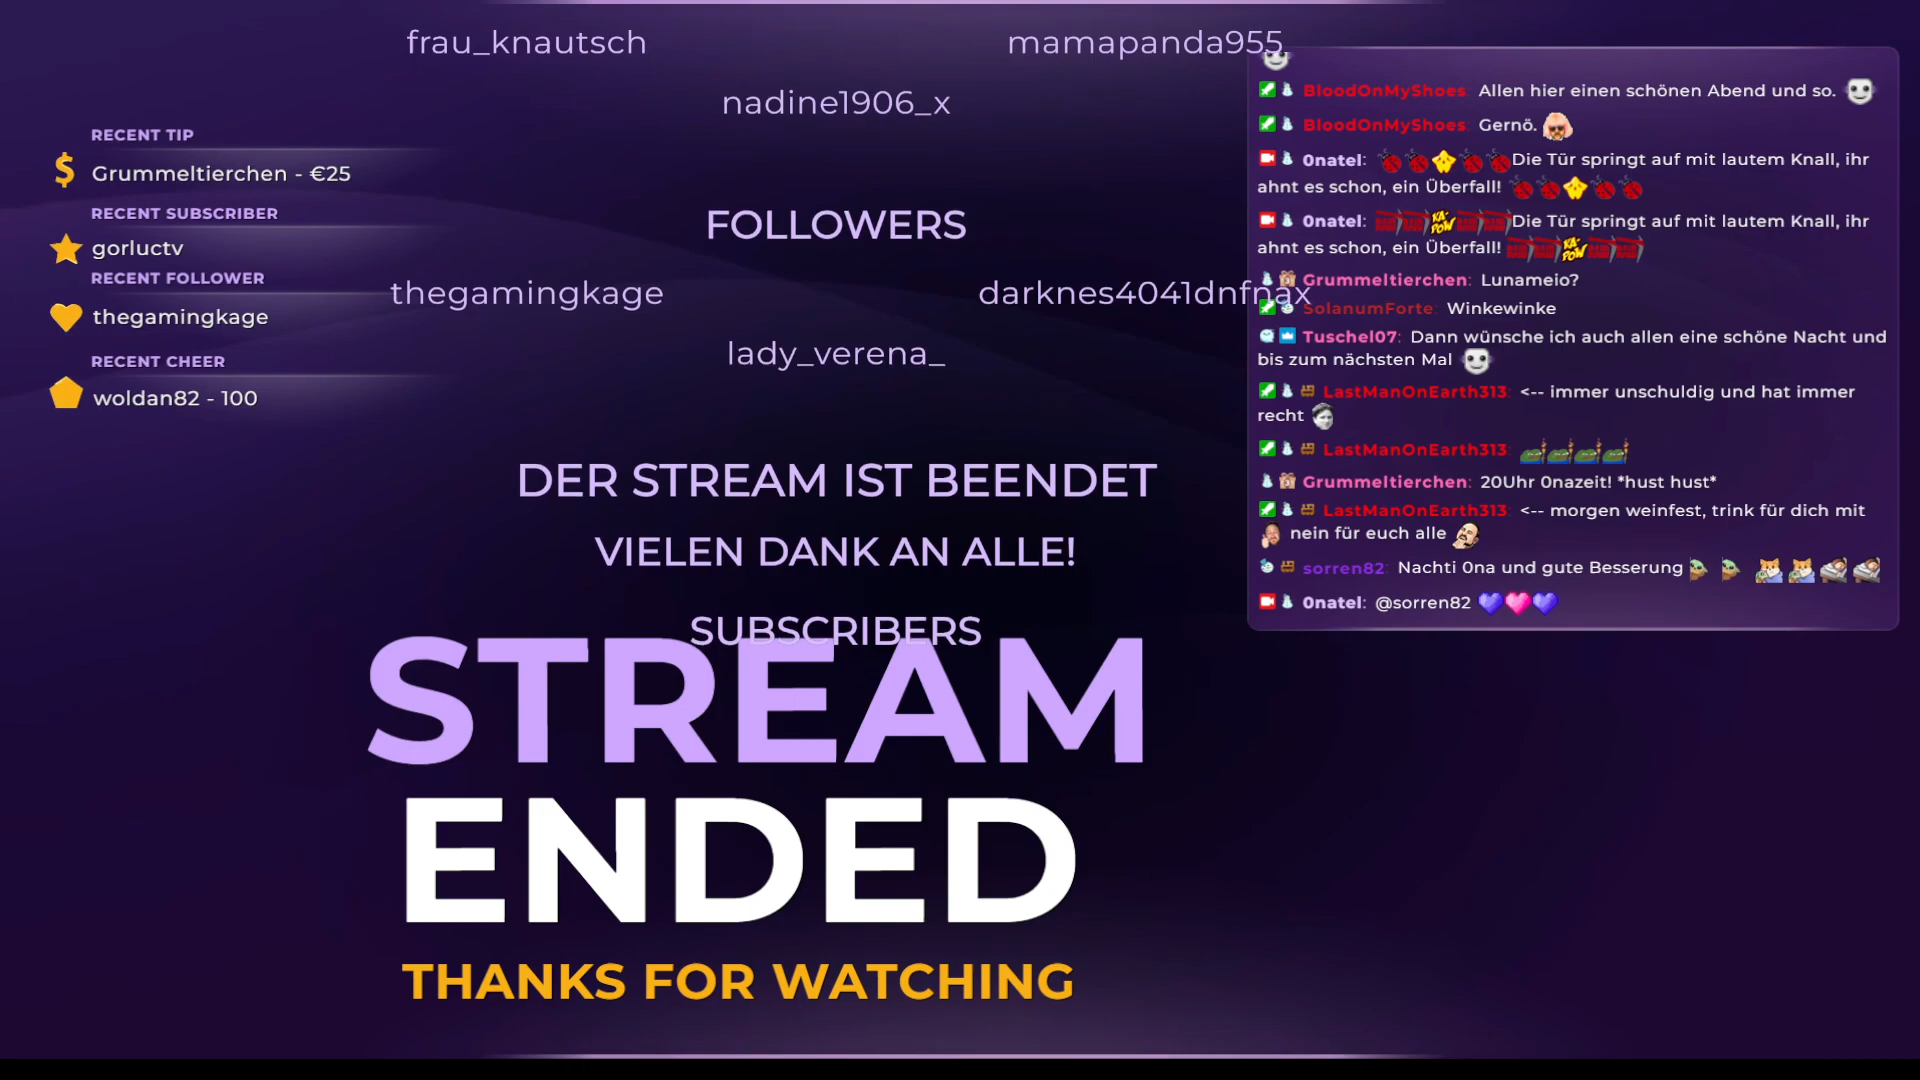 frau_knautsch
mamapanda955
nadine1906_x
RECENT TIP
Grummeltierchen - €25
RECENT SUBSCRIBER
gorluctv
RECENT FOLLOWER
thegamingkage
RECENT CHEER
woldan82 - 100
FOLLOWERS
thegamingkage
darknes4041dnfnax
lady_verena_
DER STREAM IST BEENDET
VIELEN DANK AN ALLE!
SUBSCRIBERS
STREAM
ENDED
THANKS FOR WATCHING
BloodOnMyShoes: Allen hier einen schönen Abend und so.
BloodOnMyShoes: Gernö.
0natel: Die Tür springt auf mit lautem Knall, ihr
ahnt es schon, ein Überfall!
0natel: KA-POW Die Tür springt auf mit lautem Knall, ihr
ahnt es schon, ein Überfall! KA-POW
Grummeltierchen: Lunameio?
SolanumForte: Winkewinke
Tuschel07: Dann wünsche ich auch allen eine schöne Nacht und
bis zum nächsten Mal
LastManOnEarth313: <-- immer unschuldig und hat immer
recht
LastManOnEarth313:
Grummeltierchen: 20Uhr 0nazeit! *hust hust*
LastManOnEarth313: <-- morgen weinfest, trink für dich mit
nein für euch alle
sorren82: Nachti 0na und gute Besserung
0natel: @sorren82